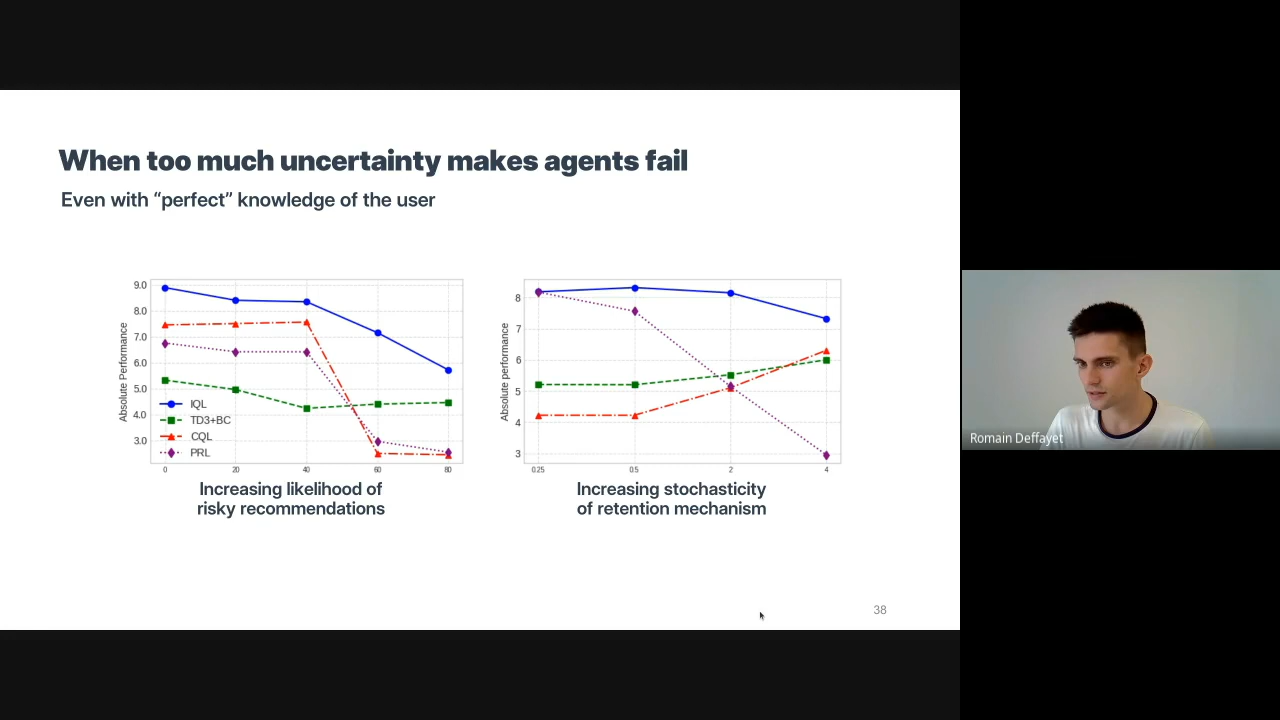 When too much uncertainty makes agents fail
Even with “perfect” knowledge of the user
Absolute Performance
9.0
8.0
7.0
6.0
5.0
4.0
3.0
IQL
TD3+BC
CQL
PRL
0
20
40
60
80
Increasing likelihood of
risky recommendations
Absolute performance
8
7
6
5
4
3
0.25
0.5
2
4
Increasing stochasticity
of retention mechanism
38
Romain Deffayet